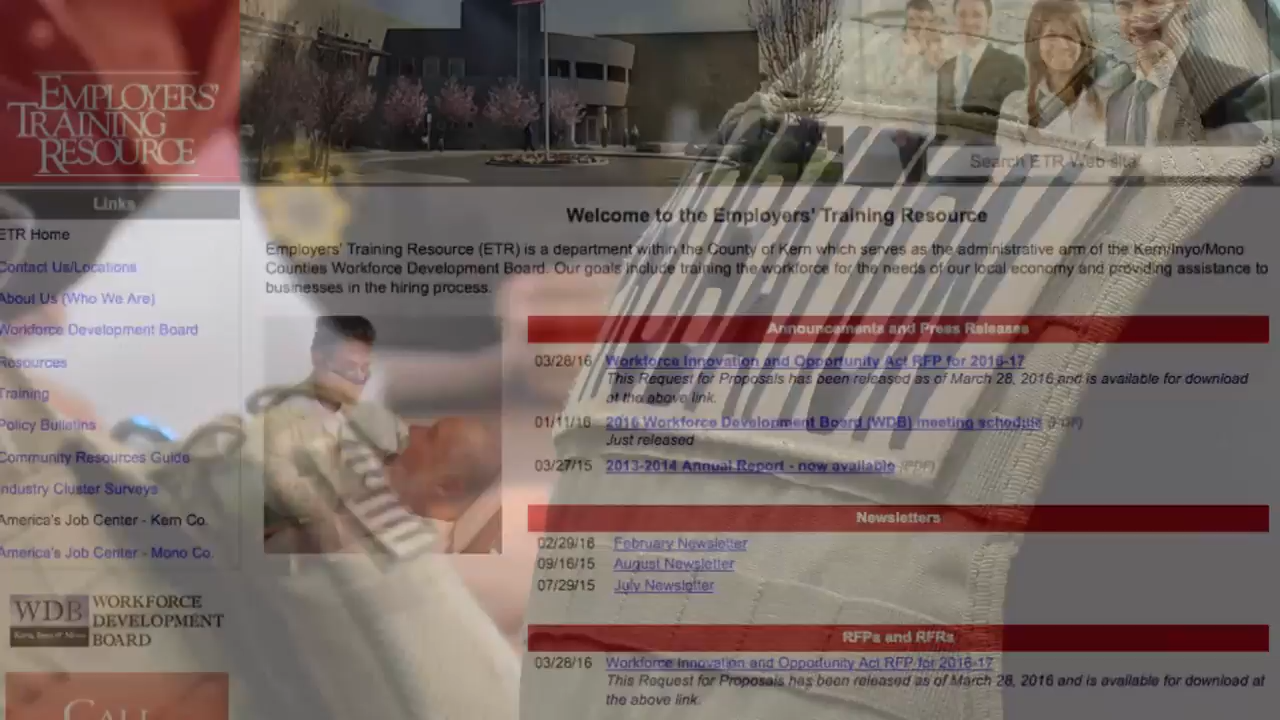 EMPLOYERS'
TRAINING
RESOURCE
Search ETR Web site
Links
ETR Home
Contact Us/Locations
About Us (Who We Are)
Workforce Development Board
Resources
Training
Policy Bulletins
Community Resources Guide
Industry Cluster Surveys
America's Job Center - Kern Co.
America's Job Center - Mono Co.
WDB WORKFORCE
DEVELOPMENT
BOARD
CALL
Welcome to the Employers' Training Resource
Employers' Training Resource (ETR) is a department within the County of Kern which serves as the administrative arm of the Kern/Inyo/Mono
Counties Workforce Development Board. Our goals include training the workforce for the needs of our local economy and providing assistance to
businesses in the hiring process.
Announcements and Press Releases
03/28/16 Workforce Innovation and Opportunity Act RFP for 2016-17
This Request for Proposals has been released as of March 28, 2016 and is available for download
at the above link.
01/11/16 2016 Workforce Development Board (WDB) meeting schedule (PDF)
Just released
03/27/15 2013-2014 Annual Report - now available (PDF)
Newsletters
02/29/16 February Newsletter
09/16/15 August Newsletter
07/29/15 July Newsletter
RFPs and RFRs
03/28/16 Workforce Innovation and Opportunity Act RFP for 2016-17
This Request for Proposals has been released as of March 28, 2016 and is available for download at
the above link.